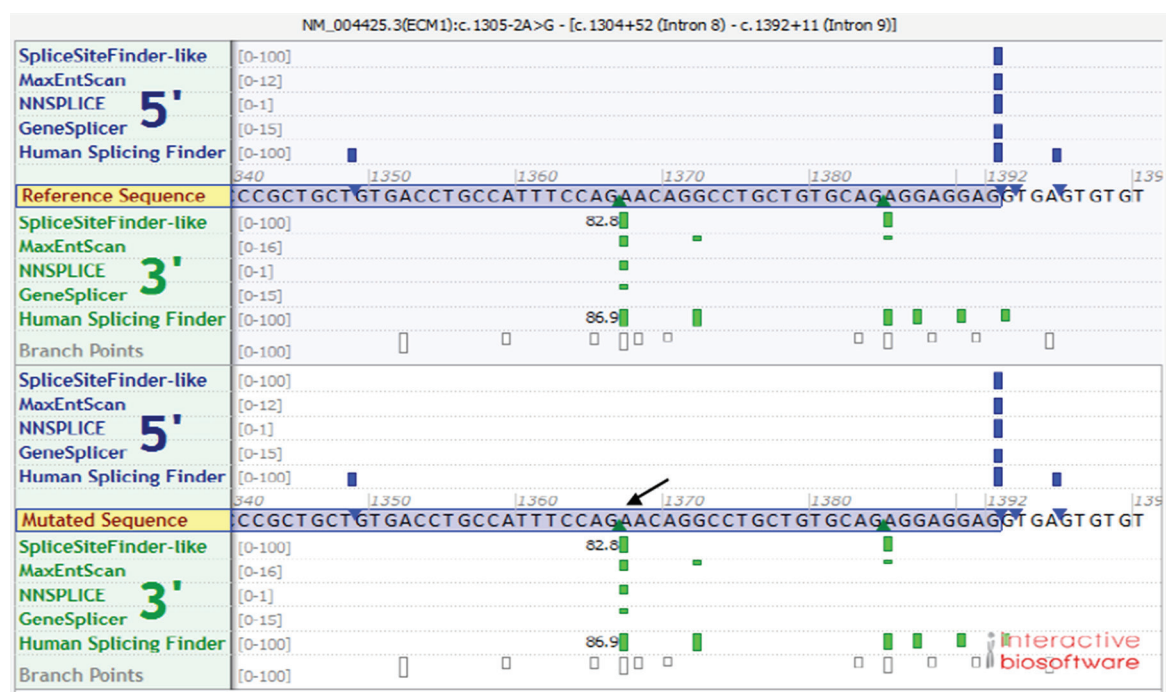 NM_004425.3(ECM1):c.1305-2A>G - [c.1304+52 (Intron 8) - c.1392+11 (Intron 9)]
SpliceSiteFinder-like [0-100]
MaxEntScan [0-12]
NNSPLICE [0-1]
5'
GeneSplicer [0-15]
Human Splicing Finder [0-100]
340 1350 1360 1370 1380 1392 139
Reference Sequence CCGCTGCTGTGACCTGCCATTTCCAGAACAGGCCTGCTGTGCAGAGGAGGAGGTGAGTGTGT
SpliceSiteFinder-like [0-100] 82.8
MaxEntScan [0-16]
NNSPLICE [0-1]
3'
GeneSplicer [0-15]
Human Splicing Finder [0-100] 86.9
Branch Points [0-100]
SpliceSiteFinder-like [0-100]
MaxEntScan [0-12]
NNSPLICE [0-1]
5'
GeneSplicer [0-15]
Human Splicing Finder [0-100]
340 1350 1360 1370 1380 1392 139
Mutated Sequence CCGCTGCTGTGACCTGCCATTTCCAGAACAGGCCTGCTGTGCAGAGGAGGAGGTGAGTGTGT
SpliceSiteFinder-like [0-100] 82.8
MaxEntScan [0-16]
NNSPLICE [0-1]
3'
GeneSplicer [0-15]
Human Splicing Finder [0-100] 86.9
Branch Points [0-100]
interactive
biosoftware